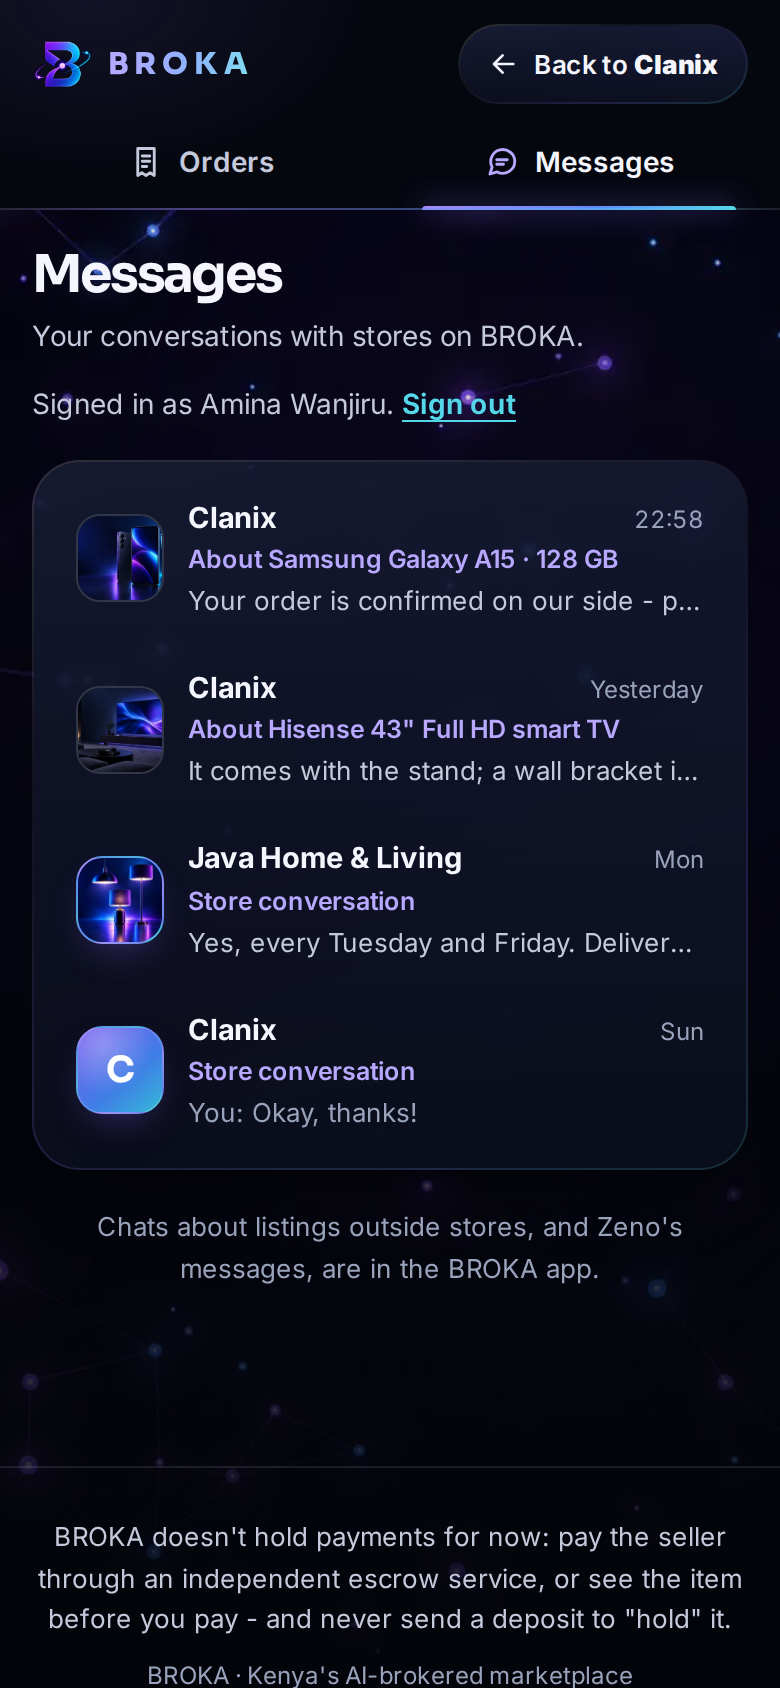 BROKA
← Back to Clanix
Orders
Messages
Messages
Your conversations with stores on BROKA.
Signed in as Amina Wanjiru. Sign out
Clanix
22:58
About Samsung Galaxy A15 · 128 GB
Your order is confirmed on our side - p...
Clanix
Yesterday
About Hisense 43" Full HD smart TV
It comes with the stand; a wall bracket i...
Java Home & Living
Mon
Store conversation
Yes, every Tuesday and Friday. Deliver...
C
Clanix
Sun
Store conversation
You: Okay, thanks!
Chats about listings outside stores, and Zeno's
messages, are in the BROKA app.
BROKA doesn't hold payments for now: pay the seller
through an independent escrow service, or see the item
before you pay - and never send a deposit to "hold" it.
BROKA · Kenya's AI-brokered marketplace